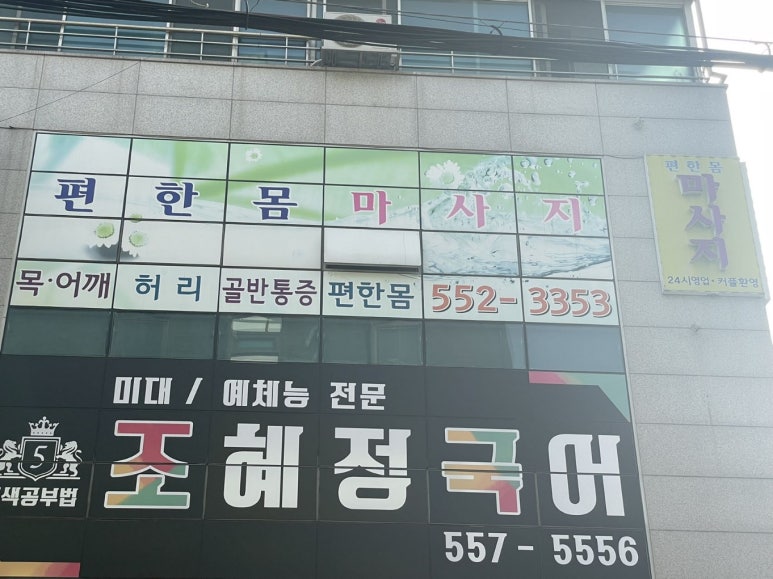 편한몸마사지
편한몸
마사지
24시영업·커플환영
목·어깨 허리 골반통증 편한몸 552-3353
미대 / 예체능 전문
조혜정국어
5
색공부법
557-5556